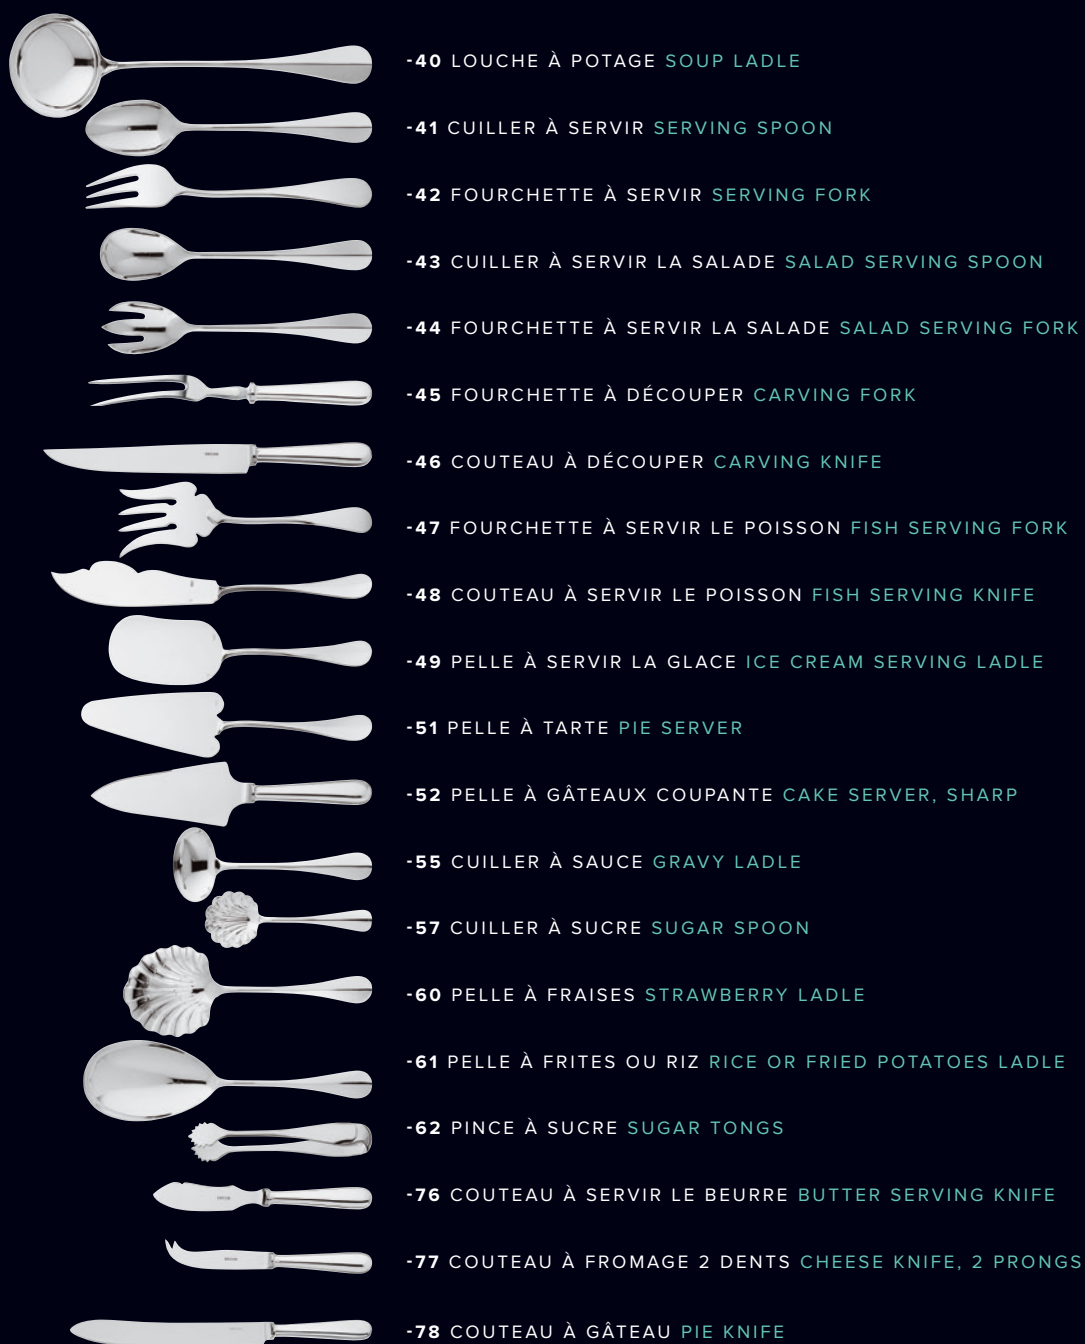 -40 LOUCHE À POTAGE SOUP LADLE
-41 CUILLER À SERVIR SERVING SPOON
-42 FOURCHETTE À SERVIR SERVING FORK
-43 CUILLER À SERVIR LA SALADE SALAD SERVING SPOON
-44 FOURCHETTE À SERVIR LA SALADE SALAD SERVING FORK
-45 FOURCHETTE À DÉCOUPER CARVING FORK
-46 COUTEAU À DÉCOUPER CARVING KNIFE
-47 FOURCHETTE À SERVIR LE POISSON FISH SERVING FORK
-48 COUTEAU À SERVIR LE POISSON FISH SERVING KNIFE
-49 PELLE À SERVIR LA GLACE ICE CREAM SERVING LADLE
-51 PELLE À TARTE PIE SERVER
-52 PELLE À GÂTEAUX COUPANTE CAKE SERVER, SHARP
-55 CUILLER À SAUCE GRAVY LADLE
-57 CUILLER À SUCRE SUGAR SPOON
-60 PELLE À FRAISES STRAWBERRY LADLE
-61 PELLE À FRITES OU RIZ RICE OR FRIED POTATOES LADLE
-62 PINCE À SUCRE SUGAR TONGS
-76 COUTEAU À SERVIR LE BEURRE BUTTER SERVING KNIFE
-77 COUTEAU À FROMAGE 2 DENTS CHEESE KNIFE, 2 PRONGS
-78 COUTEAU À GÂTEAU PIE KNIFE